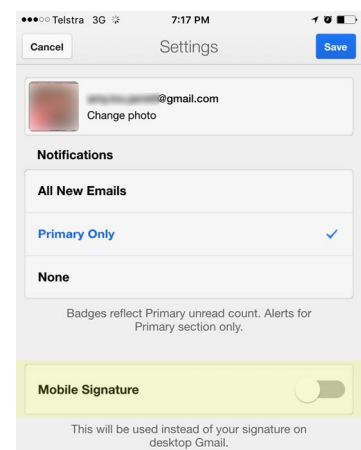 Telstra 3G 7:17 PM
Cancel Settings Save
@gmail.com
Change photo
Notifications
All New Emails
Primary Only
None
Badges reflect Primary unread count. Alerts for
Primary section only.
Mobile Signature
This will be used instead of your signature on
desktop Gmail.